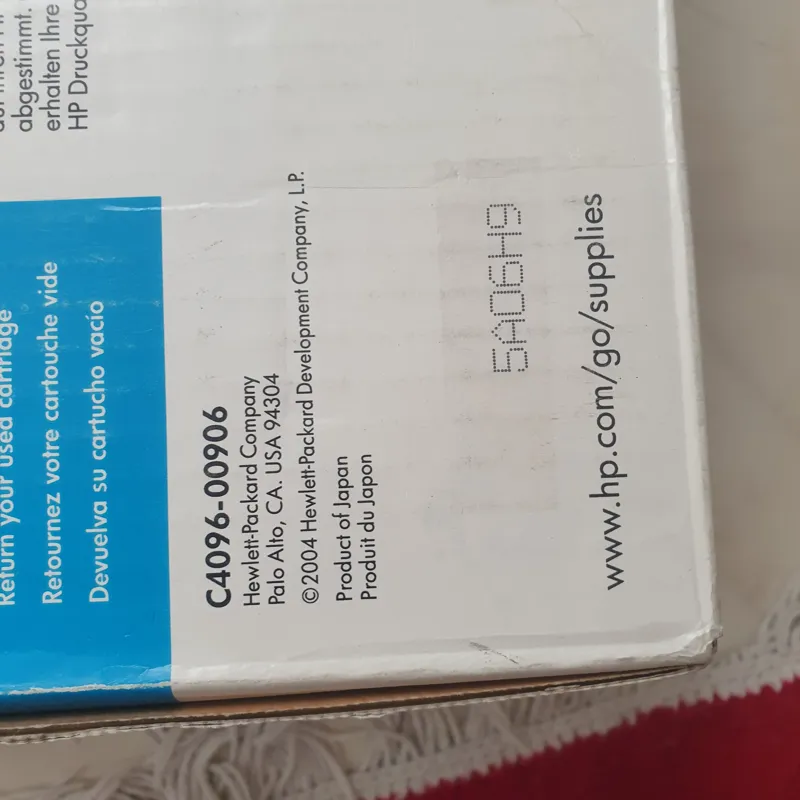 abgestimmt.
erhalten Ihre
HP Druckqua
Return your used cartridge
Retournez votre cartouche vide
Devuelva su cartucho vacío
C4096-00906
Hewlett-Packard Company
Palo Alto, CA. USA 94304
©2004 Hewlett-Packard Development Company, L.P.
Product of Japan
Produit du Japon
5A06H9
www.hp.com/go/supplies